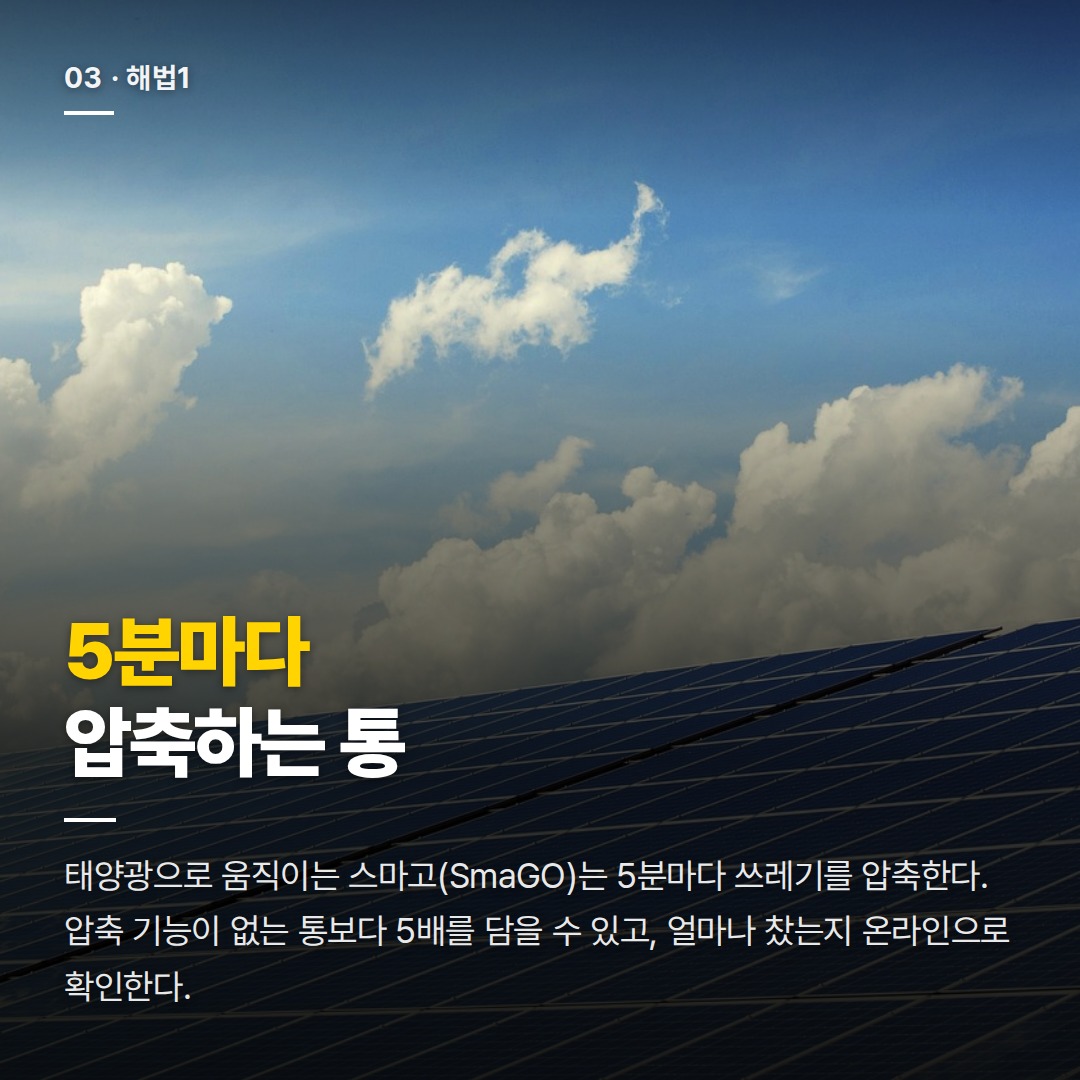 03 · 해법1
5분마다
압축하는 통
태양광으로 움직이는 스마고(SmaGO)는 5분마다 쓰레기를 압축한다.
압축 기능이 없는 통보다 5배를 담을 수 있고, 얼마나 찼는지 온라인으로
확인한다.